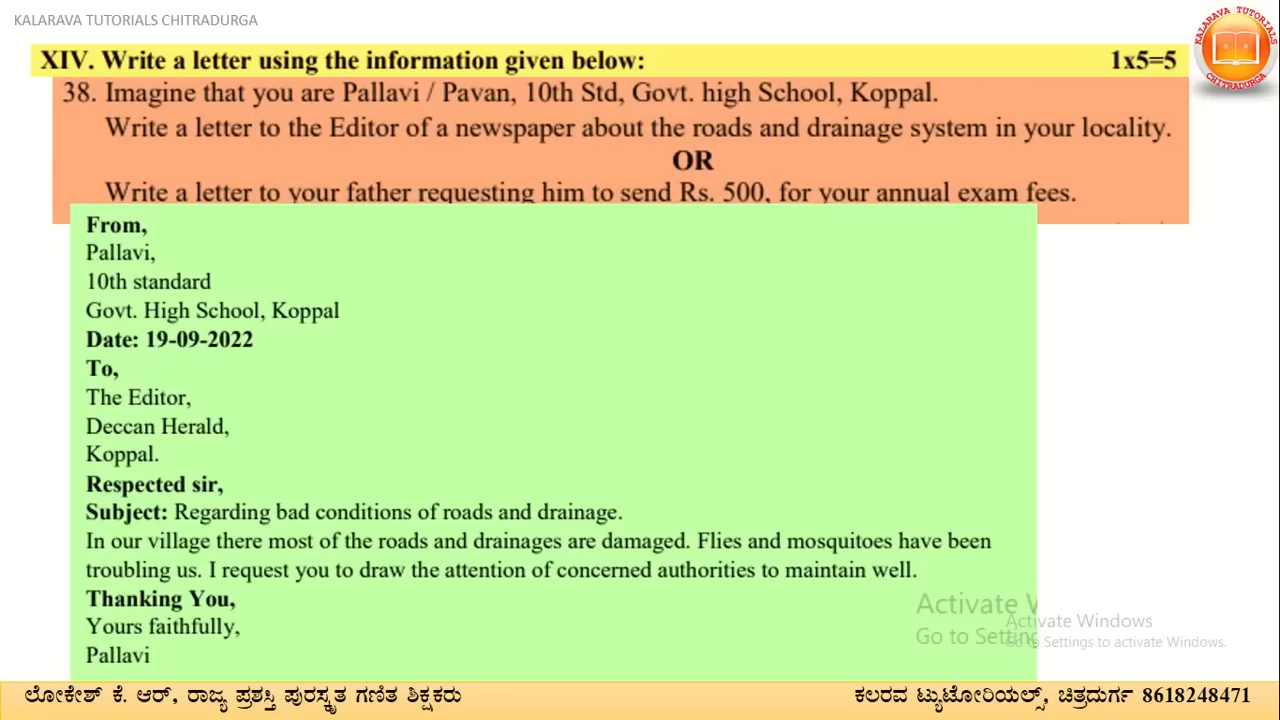 KALARAVA TUTORIALS CHITRADURGA
KALARAVA TUTORIALS
CHITRADURGA
XIV. Write a letter using the information given below: 1x5=5
38. Imagine that you are Pallavi / Pavan, 10th Std, Govt. high School, Koppal.
Write a letter to the Editor of a newspaper about the roads and drainage system in your locality.
OR
Write a letter to your father requesting him to send Rs. 500, for your annual exam fees.
From,
Pallavi,
10th standard
Govt. High School, Koppal
Date: 19-09-2022
To,
The Editor,
Deccan Herald,
Koppal.
Respected sir,
Subject: Regarding bad conditions of roads and drainage.
In our village there most of the roads and drainages are damaged. Flies and mosquitoes have been
troubling us. I request you to draw the attention of concerned authorities to maintain well.
Thanking You,
Yours faithfully,
Pallavi
Activate
Go to Setting
Activate Windows
Go to Settings to activate Windows.
ಲೋಕೇಶ್ ಕೆ. ಆರ್, ರಾಜ್ಯ ಪ್ರಶಸ್ತಿ ಪುರಸ್ಕೃತ ಗಣಿತ ಶಿಕ್ಷಕರು ಕಲರವ ಟ್ಯುಟೋರಿಯಲ್ಸ್, ಚಿತ್ರದುರ್ಗ 8618248471